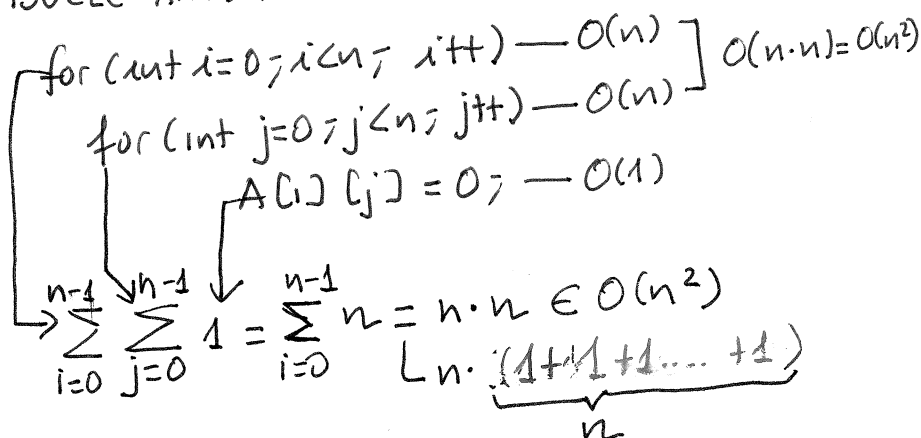 for (int i=0; i<n; i++) — O(n) ] O(n·n)=O(n²)
for (int j=0; j<n; j++) — O(n)
A[i][j] = 0; — O(1)
n-1 n-1 n-1
∑ ∑ 1 = ∑ n = n·n ∈ O(n²)
i=0 j=0 i=0
n·(1+1+1....+1)
n